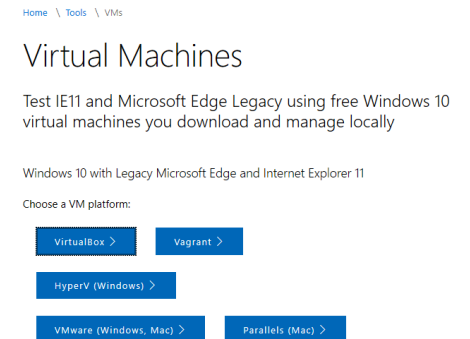 Home \ Tools \ VMs
Virtual Machines
Test IE11 and Microsoft Edge Legacy using free Windows 10
virtual machines you download and manage locally
Windows 10 with Legacy Microsoft Edge and Internet Explorer 11
Choose a VM platform:
VirtualBox >
Vagrant >
HyperV (Windows) >
VMware (Windows, Mac) >
Parallels (Mac) >